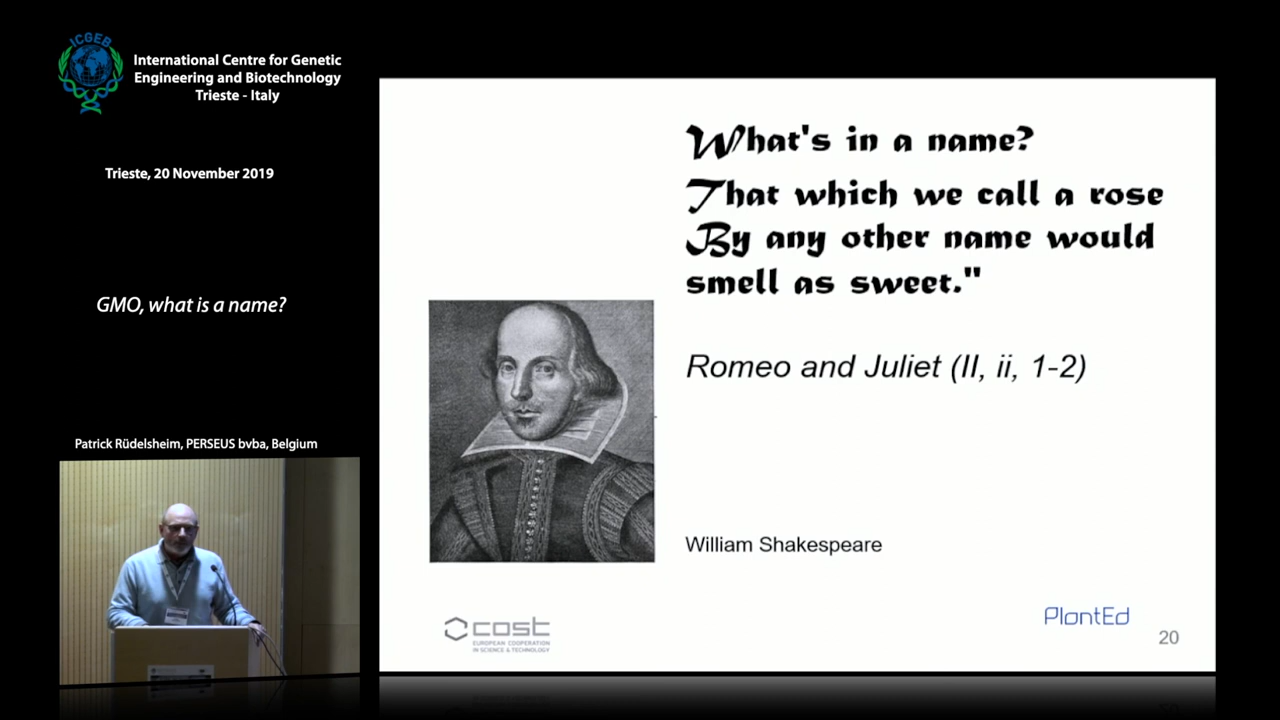 ICGEB
International Centre for Genetic
Engineering and Biotechnology
Trieste - Italy
Trieste, 20 November 2019
GMO, what is a name?
Patrick Rüdelsheim, PERSEUS bvba, Belgium
What's in a name?
That which we call a rose
By any other name would
smell as sweet."
Romeo and Juliet (II, ii, 1-2)
William Shakespeare
cost
EUROPEAN COOPERATION
IN SCIENCE & TECHNOLOGY
PlantEd
20